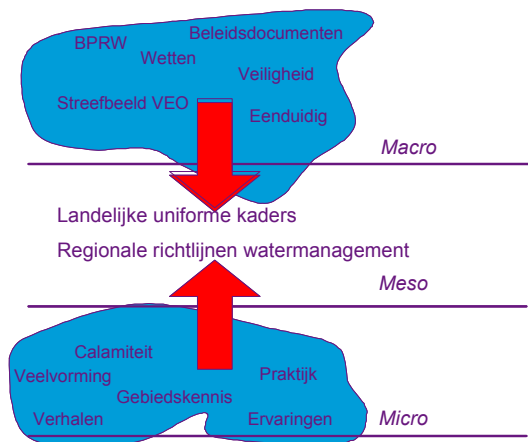 BPRW
Beleidsdocumenten
Wetten
Veiligheid
Streefbeeld VEO
Eenduidig
Macro
Landelijke uniforme kaders
Regionale richtlijnen watermanagement
Meso
Calamiteit
Veelvorming
Praktijk
Gebiedskennis
Verhalen
Ervaringen
Micro